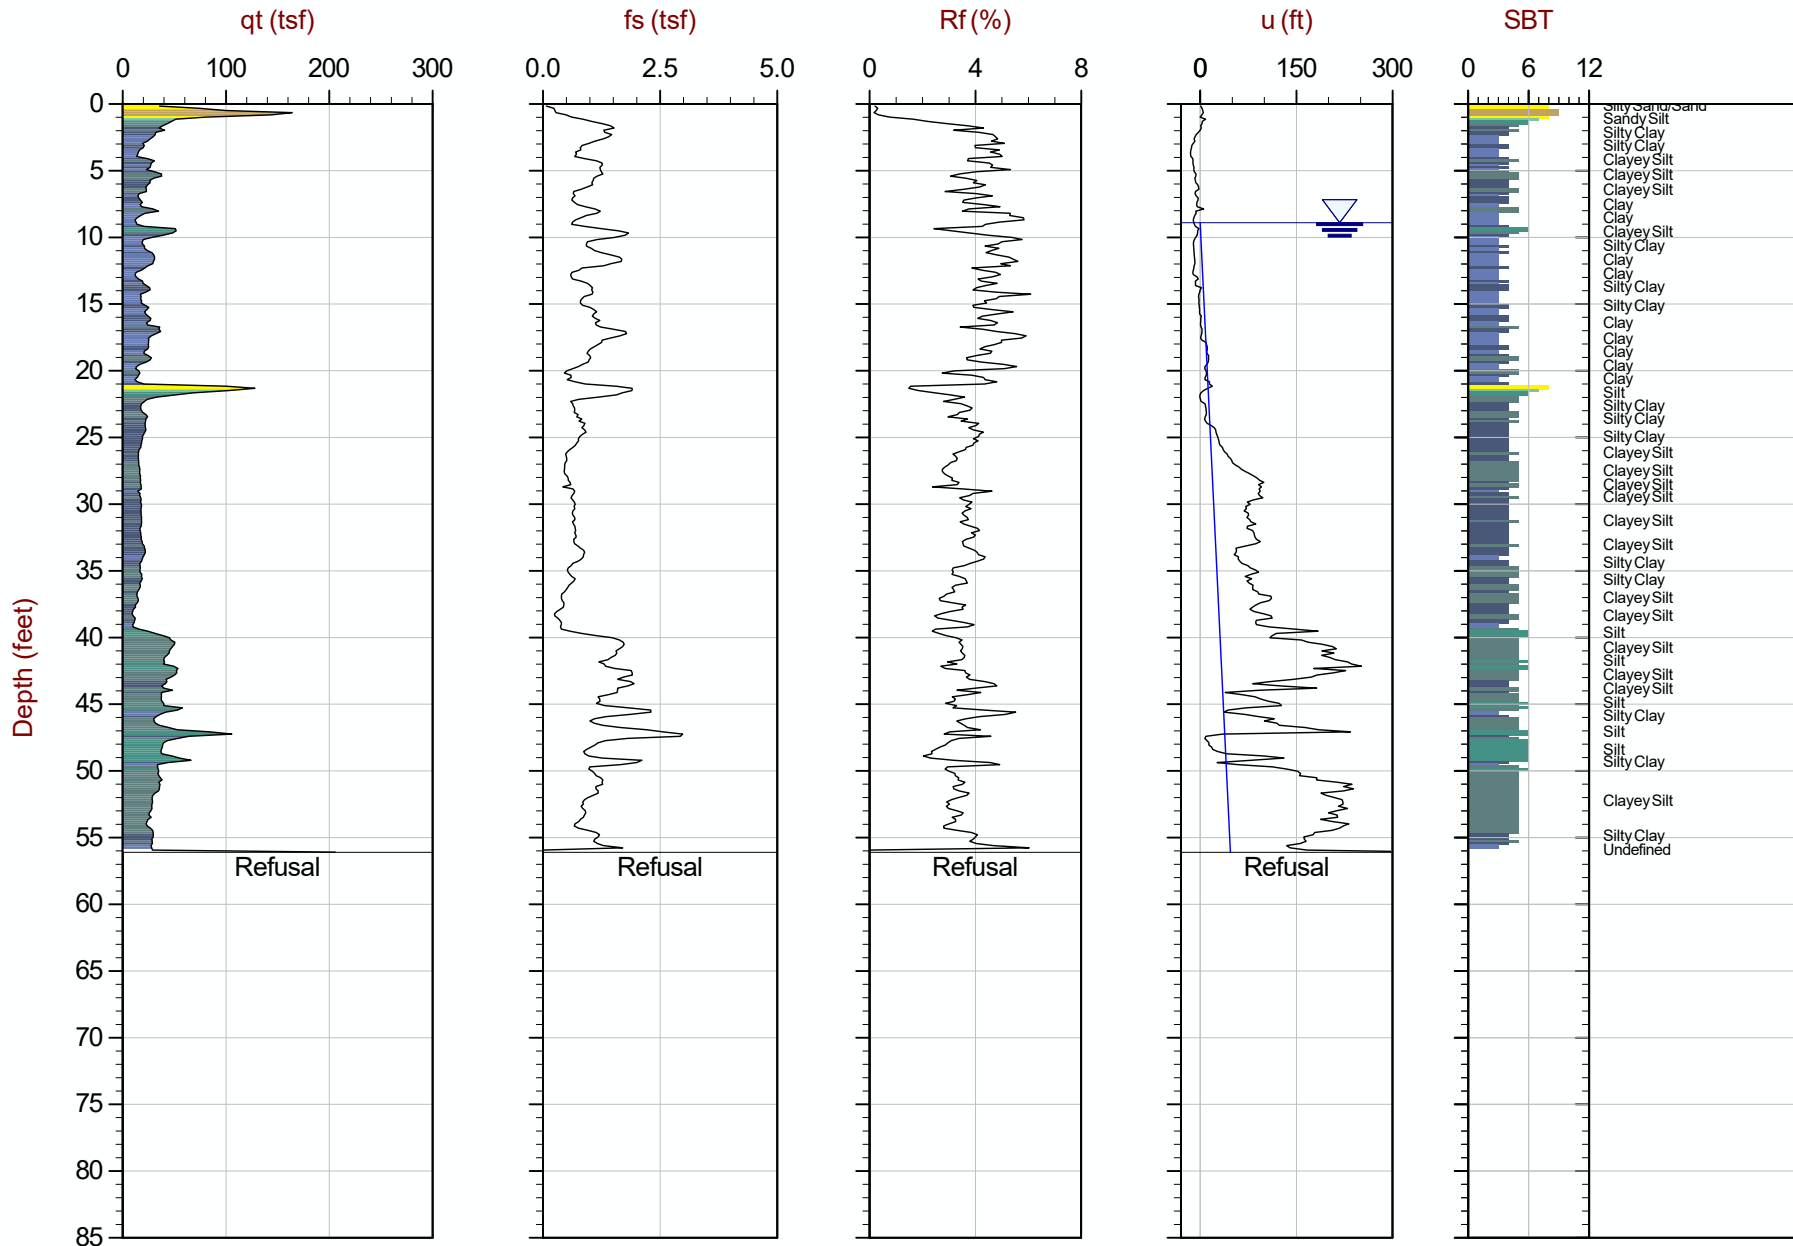 qt (tsf) fs (tsf) Rf (%) u (ft) SBT
0 100 200 300 0.0 2.5 5.0 0 4 8 0 150 300 0 6 12
0
Silty Sand/Sand
Sandy Silt
Silty Clay
Silty Clay
Clayey Silt
5
Clayey Silt
Clayey Silt
Clay
Clay
Clayey Silt
10
Silty Clay
Clay
Clay
Silty Clay
15
Silty Clay
Clay
Clay
Clay
Clay
20
Clay
Silt
Silty Clay
Silty Clay
25
Silty Clay
Clayey Silt
Clayey Silt
Clayey Silt
Clayey Silt
30
Clayey Silt
Clayey Silt
Silty Clay
35
Silty Clay
Clayey Silt
Clayey Silt
Silt
40
Clayey Silt
Silt
Clayey Silt
Clayey Silt
Silt
45
Silty Clay
Silt
Silt
Silty Clay
50
Clayey Silt
Silty Clay
55
Undefined
Refusal Refusal Refusal Refusal
60
65
70
75
80
85
Depth (feet)